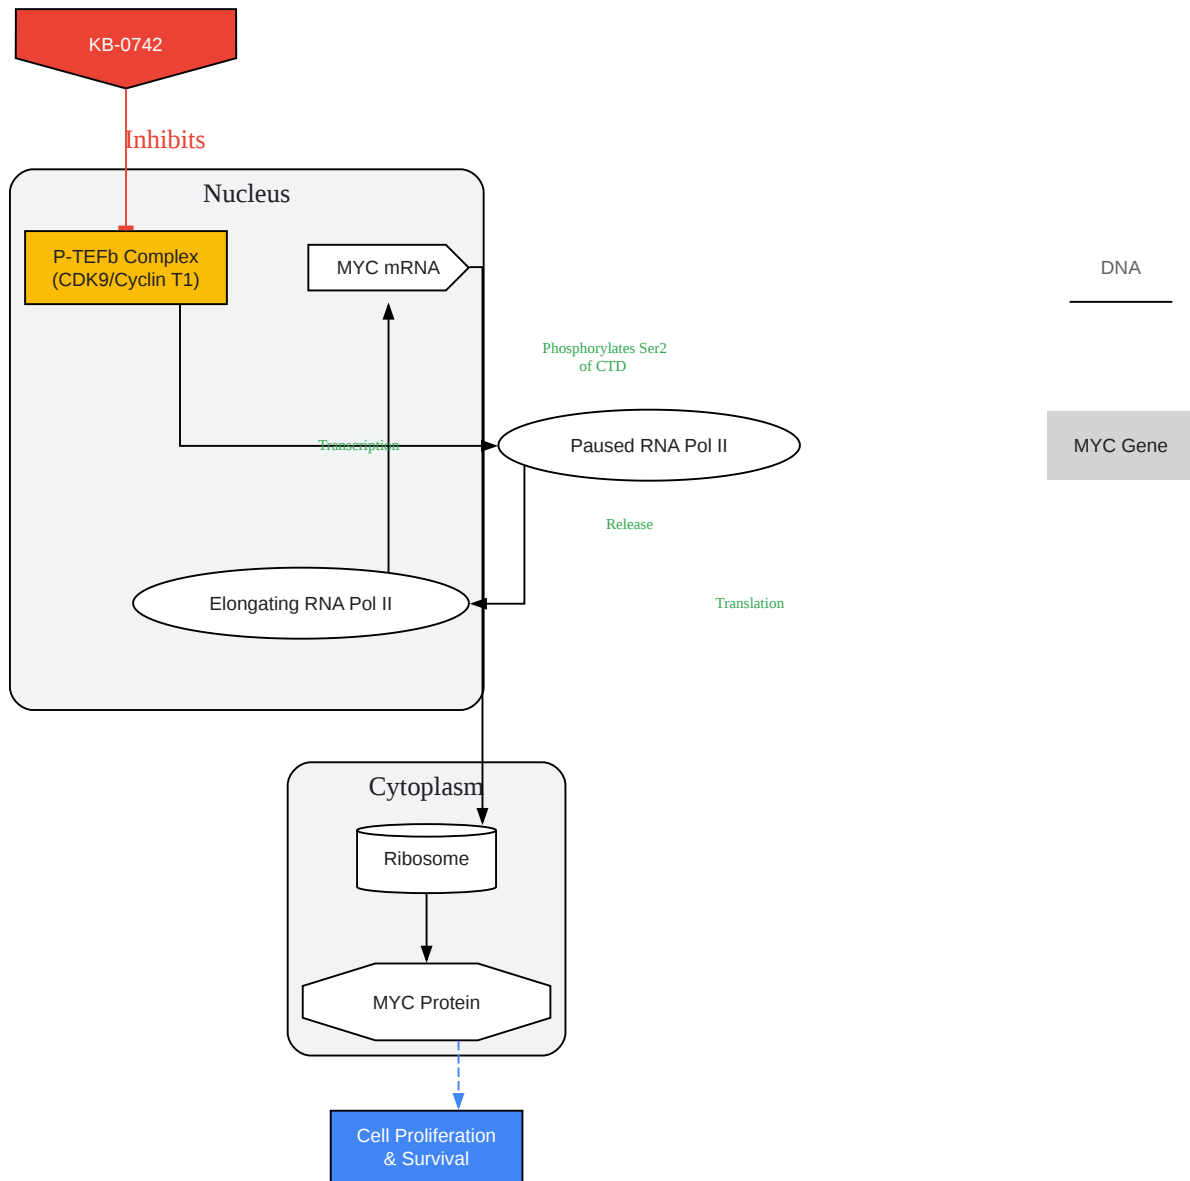 KB-0742
Inhibits
Nucleus
P-TEFb Complex
(CDK9/Cyclin T1)
MYC mRNA
DNA
Phosphorylates Ser2
of CTD
Transcription
Paused RNA Pol II
MYC Gene
Release
Elongating RNA Pol II
Translation
Cytoplasm
Ribosome
MYC Protein
Cell Proliferation
& Survival